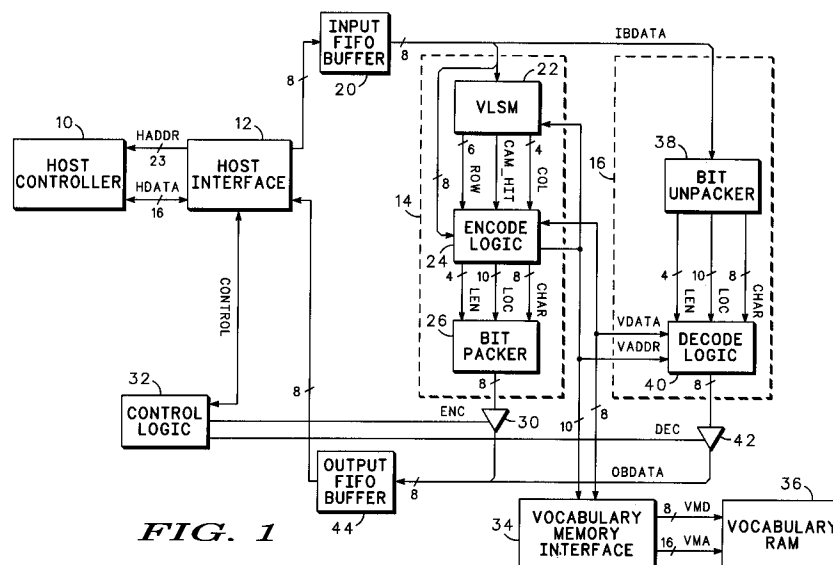 INPUT
FIFO
BUFFER
20
8
IBDATA
8
22
VLSM
10
HOST
CONTROLLER
HADDR
23
HDATA
16
12
HOST
INTERFACE
6
4
8
ROW
CAM_HIT
COL
14
16
38
BIT
UNPACKER
ENCODE
LOGIC
24
4
10
8
LEN
LOC
CHAR
4
10
8
LEN
LOC
CHAR
26
BIT
PACKER
VDATA
VADDR
DECODE
LOGIC
40
CONTROL
8
8
32
CONTROL
LOGIC
8
ENC
30
10
8
DEC
42
OUTPUT
FIFO
BUFFER
44
8
OBDATA
FIG. 1
34
VOCABULARY
MEMORY
INTERFACE
8
VMD
16
VMA
36
VOCABULARY
RAM